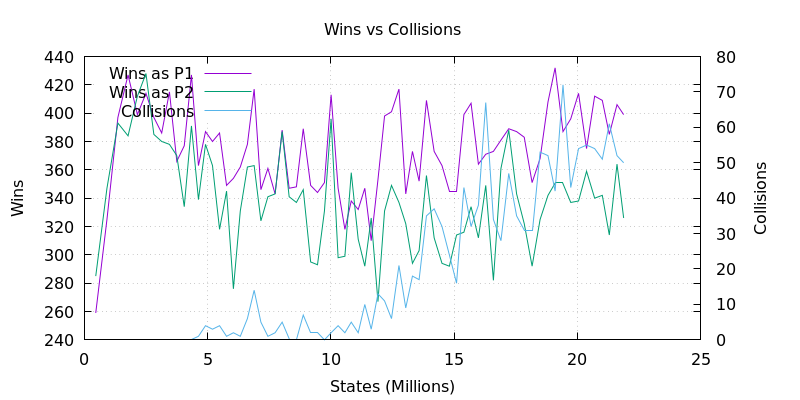 Wins vs Collisions
Wins as P1
Wins as P2
Collisions
440
420
400
380
360
340
320
300
280
260
240
Wins
80
70
60
50
40
30
20
10
0
Collisions
0 5 10 15 20 25
States (Millions)